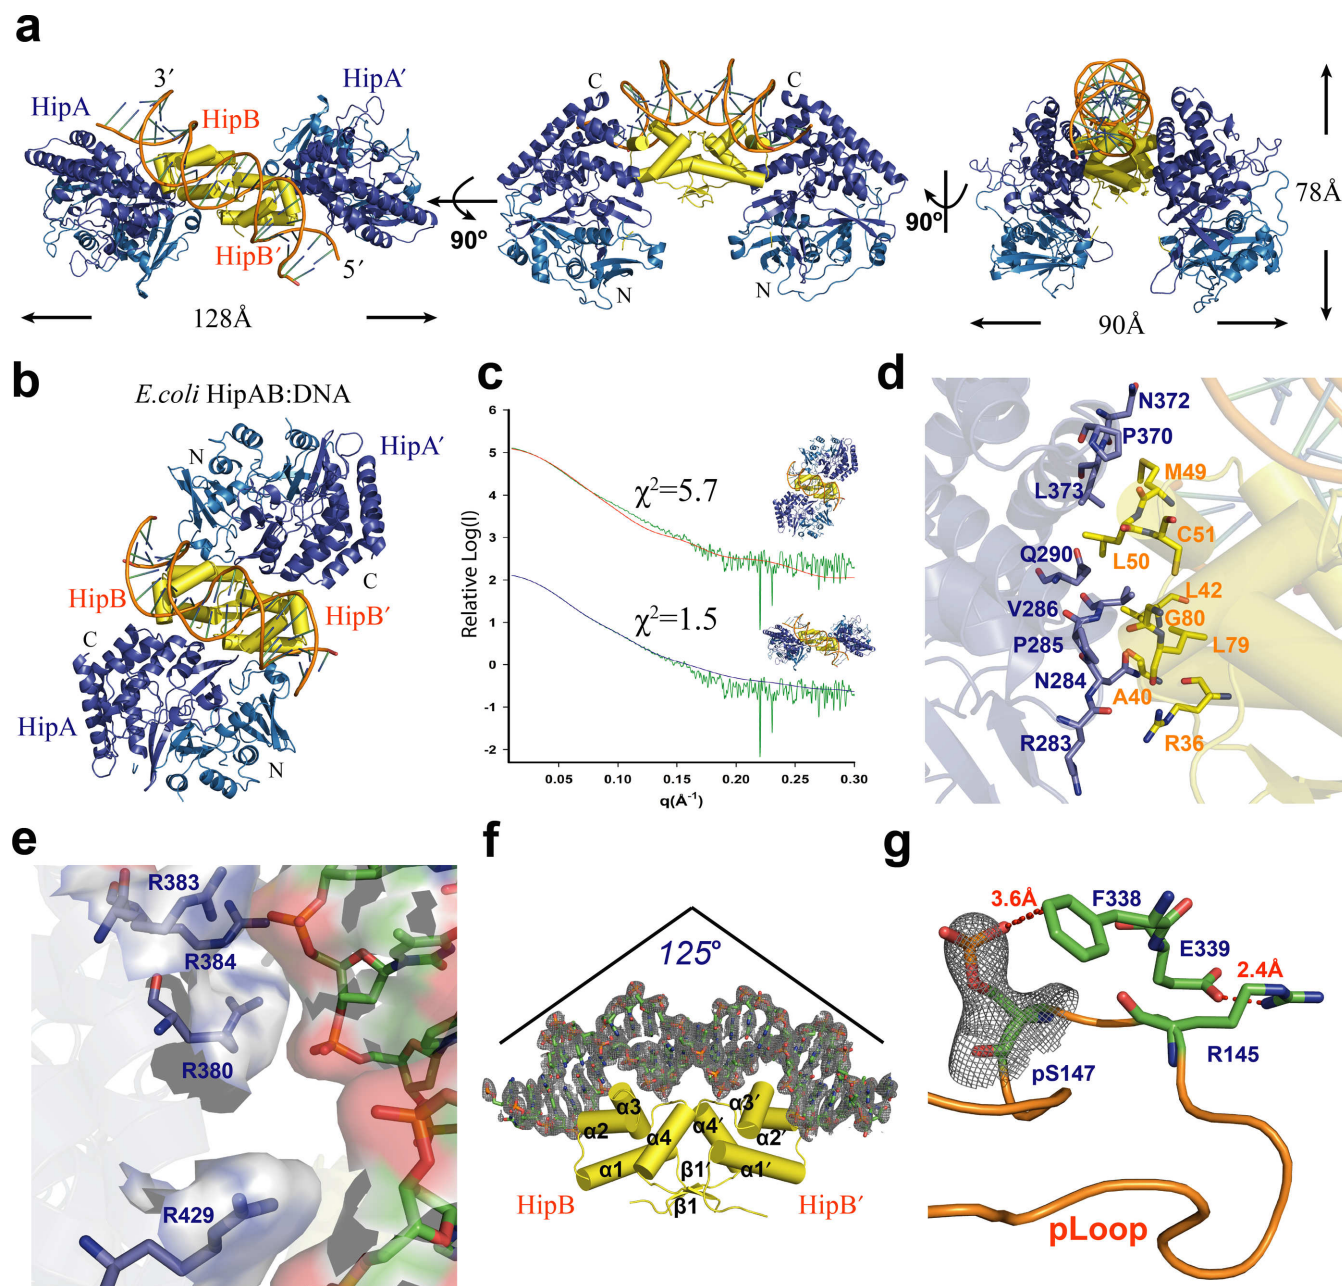 a
HipA
3′
HipB
HipA′
HipB′
5′
128Å
90º
C
C
N
N
90º
78Å
90Å
b
E.coli HipAB:DNA
N
HipA′
C
HipB
HipB′
C
HipA
N
c
Relative Log(I)
6
5
4
3
2
1
0
-1
-2
χ²=5.7
χ²=1.5
0.05
0.10
0.15
0.20
0.25
0.30
q(Å⁻¹)
d
N372
P370
L373
M49
C51
L50
Q290
L42
V286
G80
P285
L79
N284
A40
R283
R36
e
R383
R384
R380
R429
f
125º
α3
α3′
α2
α4
α4′
α2′
α1
β1′
α1′
β1
HipB
HipB′
g
3.6Å
F338
E339
2.4Å
R145
pS147
pLoop